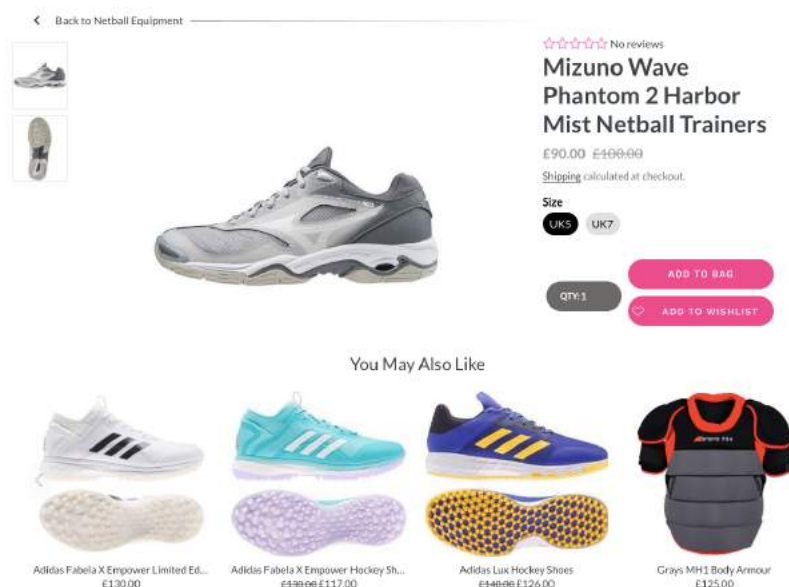 Back to Netball Equipment
No reviews
Mizuno Wave
Phantom 2 Harbor
Mist Netball Trainers
£90.00 £100.00
Shipping calculated at checkout.
Size
UK5 UK7
QTY: 1
ADD TO BAG
ADD TO WISHLIST
You May Also Like
Adidas Fabela X Empower Limited Ed...
£130.00
Adidas Fabela X Empower Hockey Sh...
£130.00 £117.00
Adidas Lux Hockey Shoes
£140.00 £126.00
Grays MH1 Body Armour
£125.00